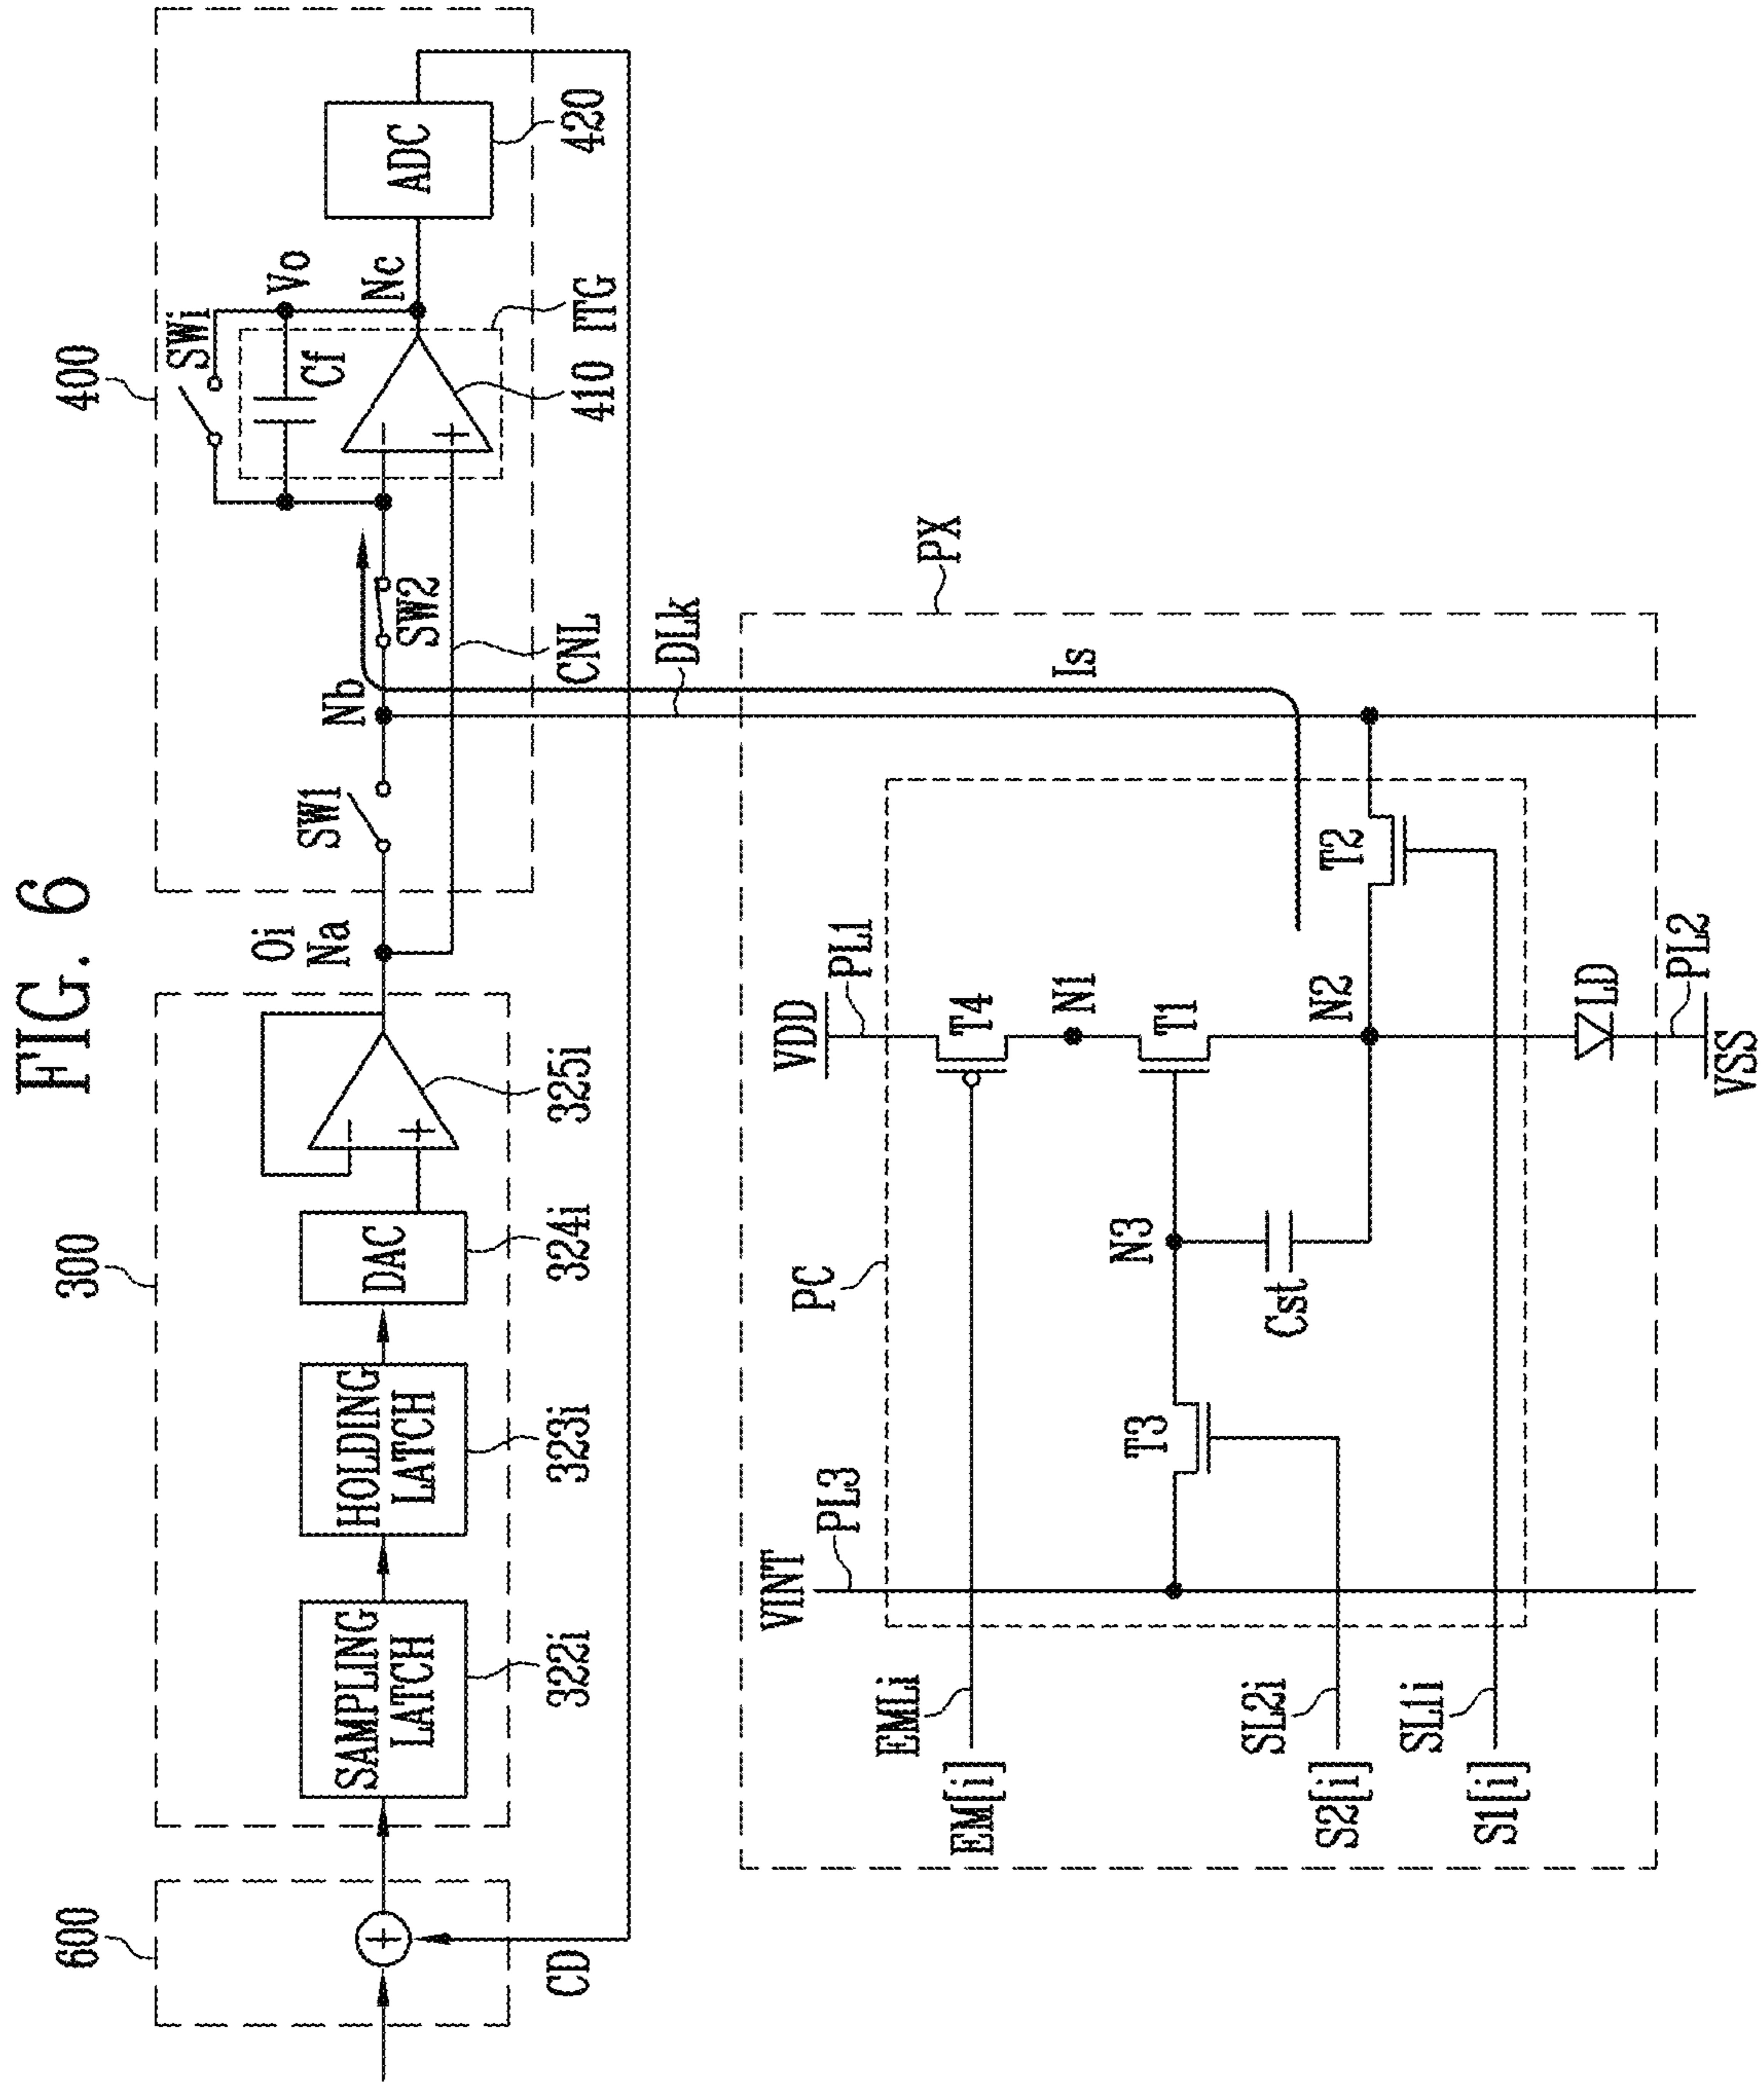 FIG. 6
600
300
400
SAMPLING
LATCH
322i
HOLDING
LATCH
323i
DAC
324i
325i
Oi
Na
SW1
Nb
SW2
CNL
SWi
Cf
Vo
Nc
ITG
410
ADC
420
CD
DLk
PX
Is
PC
VINT
PL3
VDD
PL1
T4
N1
T1
N2
T2
N3
T3
Cst
LD
PL2
VSS
EMLi
EM[i]
SL2i
S2[i]
SL1i
S1[i]